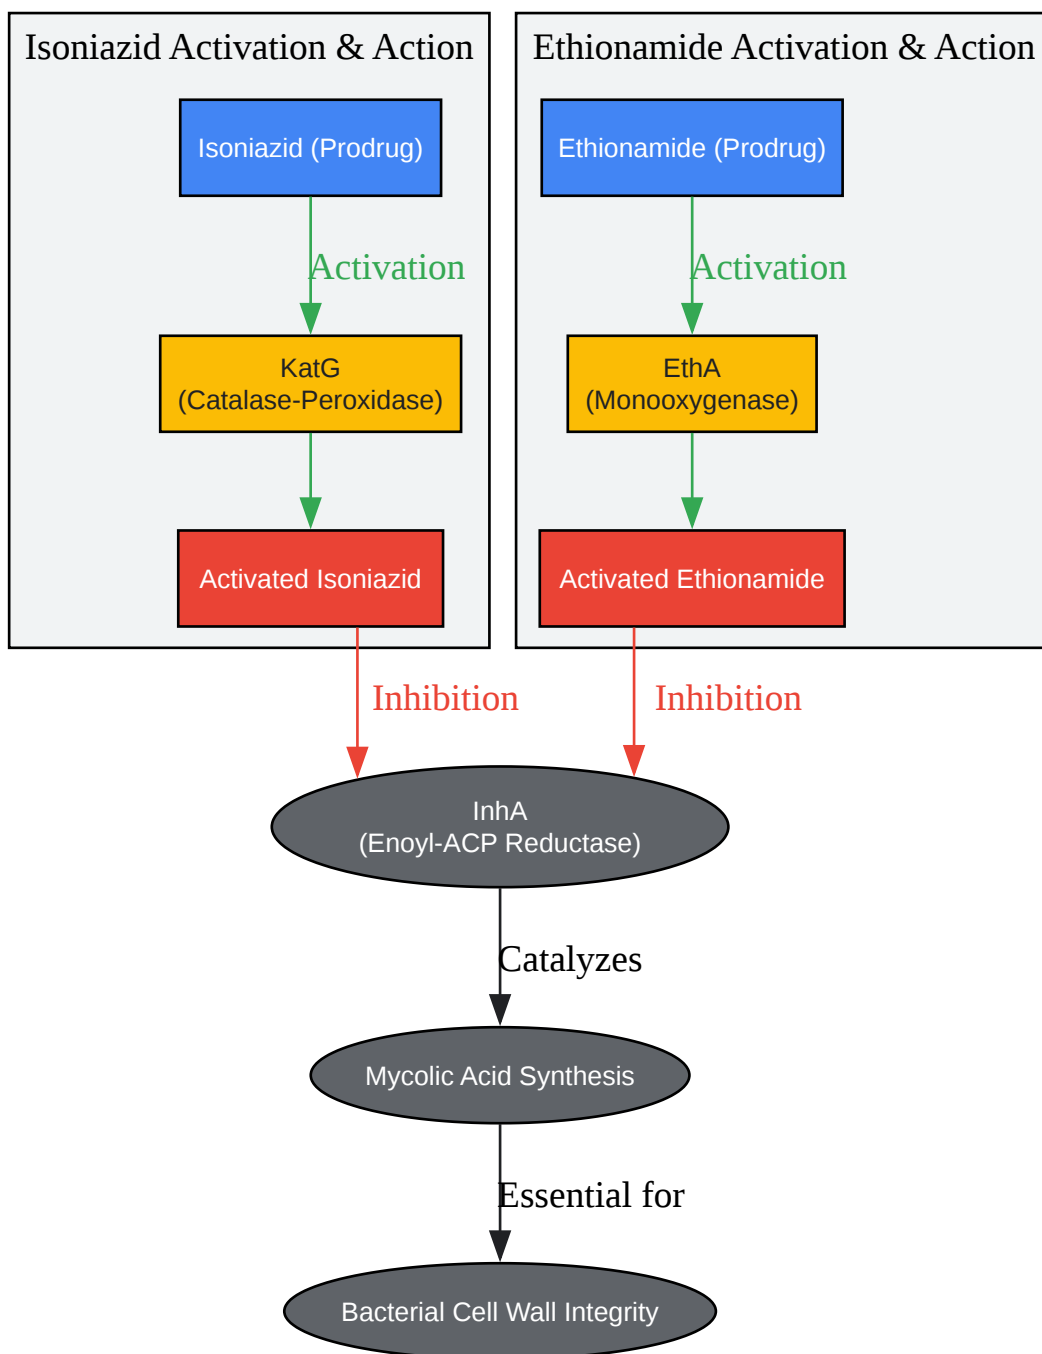 Isoniazid Activation & Action
Isoniazid (Prodrug)
Activation
KatG
(Catalase-Peroxidase)
Activated Isoniazid
Inhibition
Ethionamide Activation & Action
Ethionamide (Prodrug)
Activation
EthA
(Monooxygenase)
Activated Ethionamide
Inhibition
InhA
(Enoyl-ACP Reductase)
Catalyzes
Mycolic Acid Synthesis
Essential for
Bacterial Cell Wall Integrity